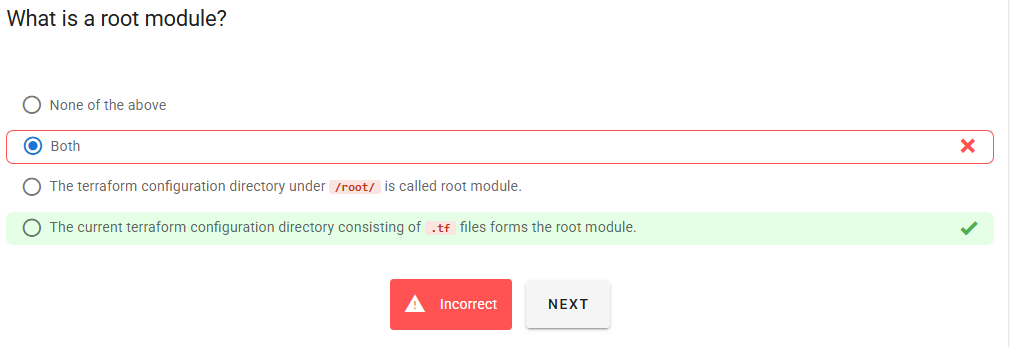 What is a root module?
None of the above
Both
The terraform configuration directory under /root/ is called root module.
The current terraform configuration directory consisting of .tf files forms the root module.
Incorrect
NEXT